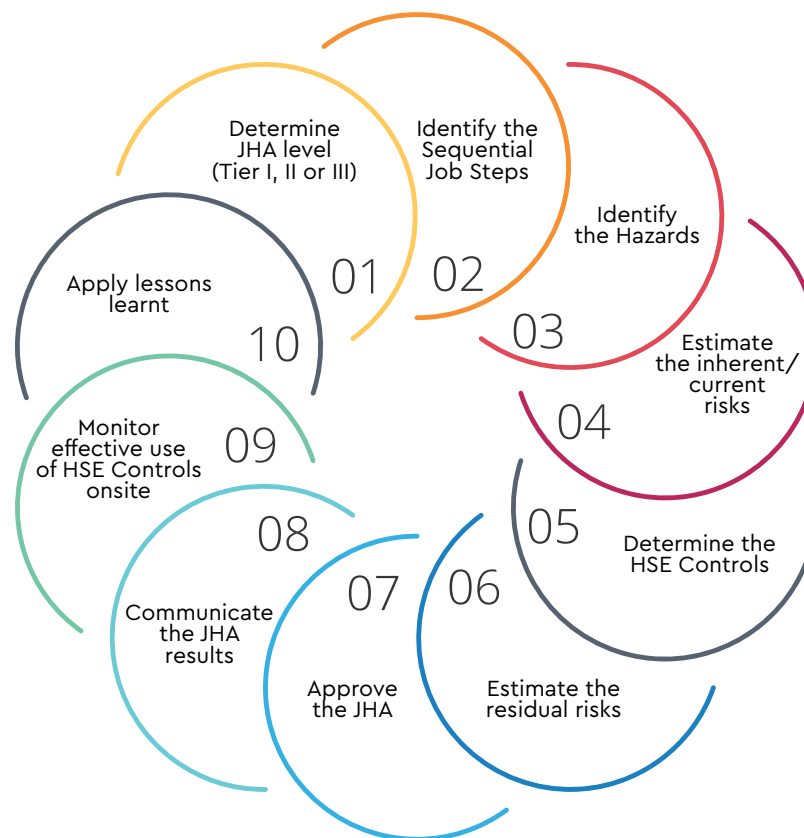 Determine
JHA level
(Tier I, II or III)
01
Identify the
Sequential
Job Steps
02
Identify
the Hazards
03
Estimate
the inherent/
current
risks
04
Determine the
HSE Controls
05
Estimate the
residual risks
06
Approve
the JHA
07
Communicate
the JHA
results
08
Monitor
effective use
of HSE Controls
onsite
09
Apply lessons
learnt
10